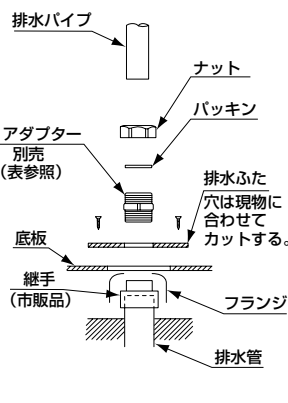 排水パイプ
ナット
パッキン
アダプター
別売
(表参照)
排水ふた
穴は現物に
合わせて
カットする。
底板
継手
(市販品)
フランジ
排水管